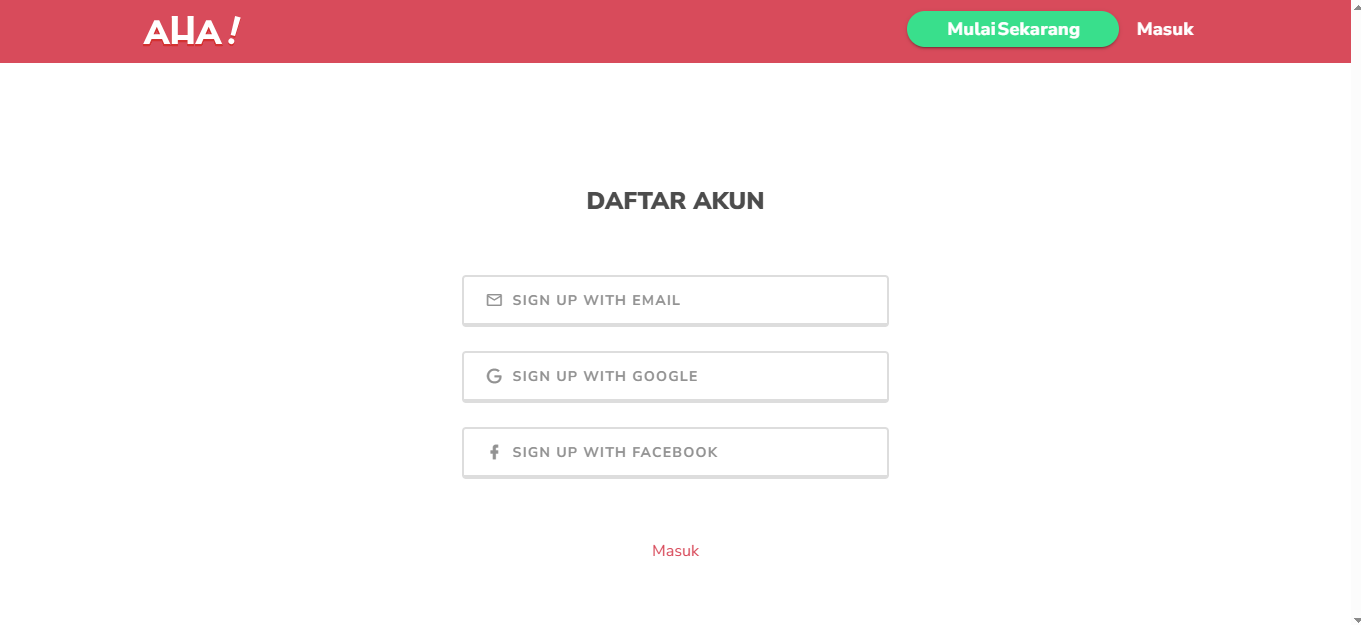 AHA!
Mulai Sekarang
Masuk
DAFTAR AKUN
SIGN UP WITH EMAIL
SIGN UP WITH GOOGLE
SIGN UP WITH FACEBOOK
Masuk